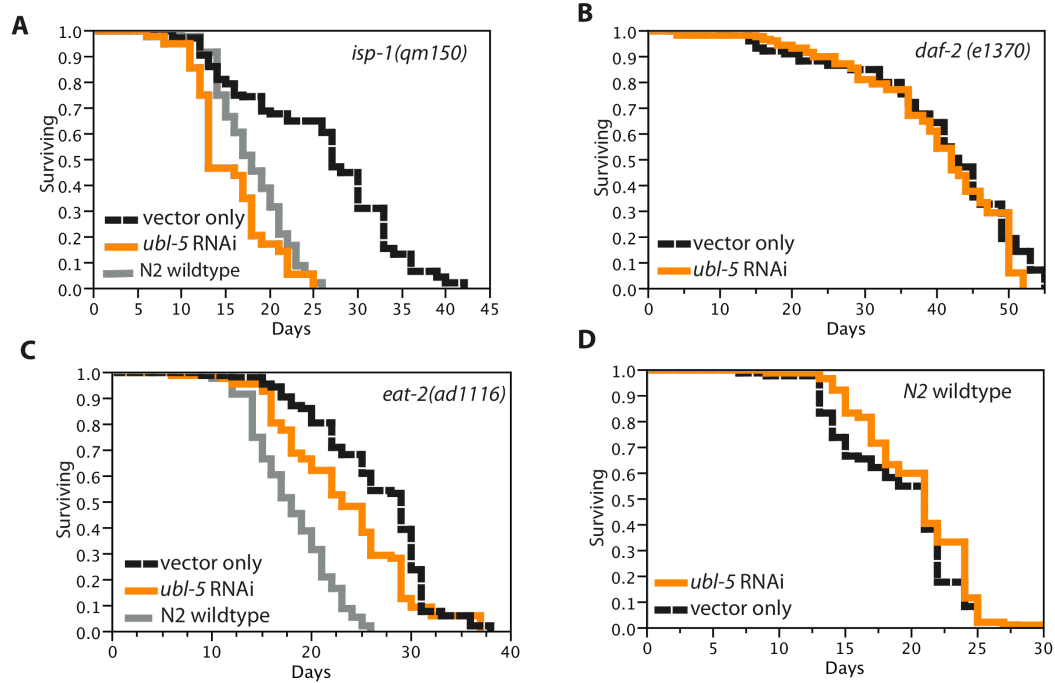 A
isp-1(qm150)
1.0
0.9
0.8
0.7
0.6
0.5
0.4
0.3
0.2
0.1
0.0
Surviving
vector only
ubl-5 RNAi
N2 wildtype
0 5 10 15 20 25 30 35 40 45
Days
B
daf-2 (e1370)
1.0
0.9
0.8
0.7
0.6
0.5
0.4
0.3
0.2
0.1
0.0
Surviving
vector only
ubl-5 RNAi
0 10 20 30 40 50
Days
C
eat-2(ad1116)
1.0
0.9
0.8
0.7
0.6
0.5
0.4
0.3
0.2
0.1
0.0
Surviving
vector only
ubl-5 RNAi
N2 wildtype
0 10 20 30 40
Days
D
N2 wildtype
1.0
0.9
0.8
0.7
0.6
0.5
0.4
0.3
0.2
0.1
0.0
Surviving
ubl-5 RNAi
vector only
0 5 10 15 20 25 30
Days